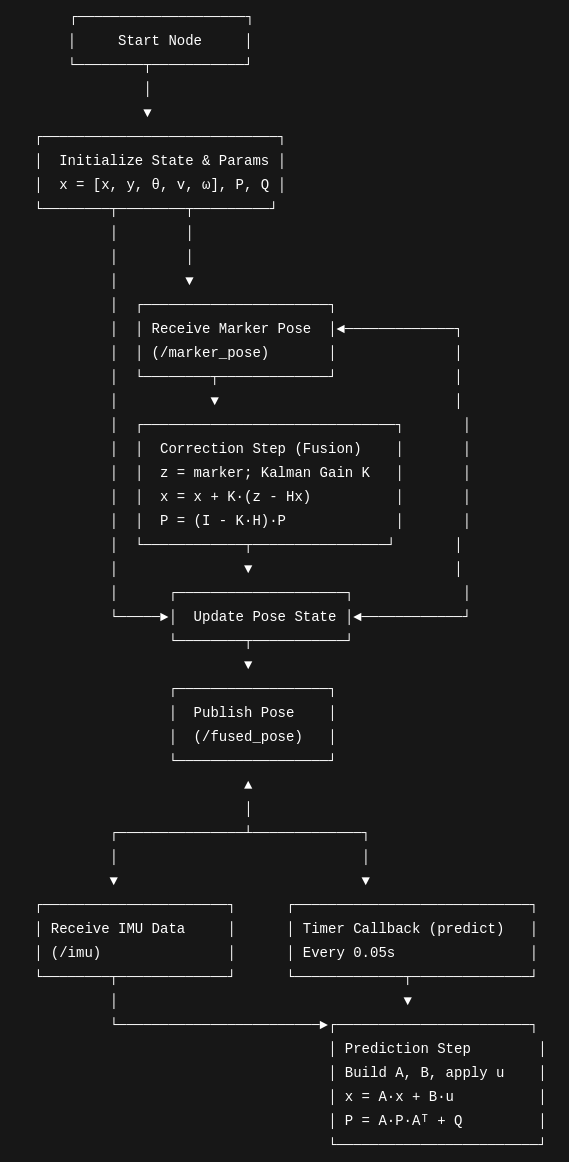 Start Node
Initialize State & Params
x = [x, y, θ, v, ω], P, Q
Receive Marker Pose
(/marker_pose)
Correction Step (Fusion)
z = marker; Kalman Gain K
x = x + K·(z - Hx)
P = (I - K·H)·P
Update Pose State
Publish Pose
(/fused_pose)
Receive IMU Data
(/imu)
Timer Callback (predict)
Every 0.05s
Prediction Step
Build A, B, apply u
x = A·x + B·u
P = A·P·Aᵀ + Q